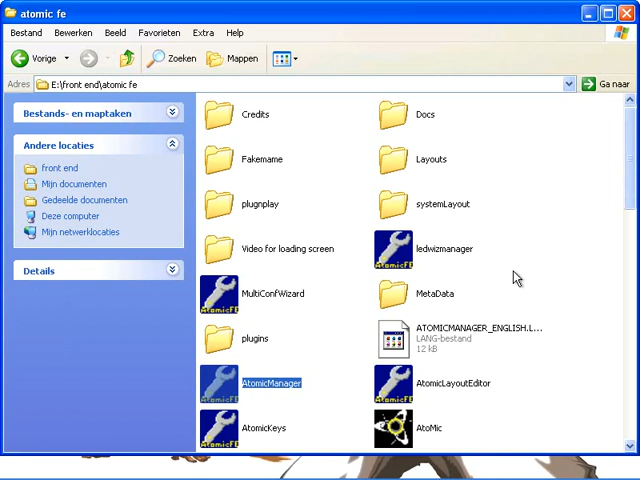 atomic fe
Bestand Bewerken Beeld Favorieten Extra Help
Vorige Zoeken Mappen
Adres E:\front end\atomic fe Ga naar
Bestands- en maptaken
Andere locaties
front end
Mijn documenten
Gedeelde documenten
Deze computer
Mijn netwerklocaties
Details
Credits Docs
Fakename Layouts
plugnplay systemLayout
Video for loading screen ledwizmanager
MultiConfWizard MetaData
plugins ATOMICMANAGER_ENGLISH.L...
LANG-bestand
12 kB
AtomicManager AtomicLayoutEditor
AtomicKeys AtoMic